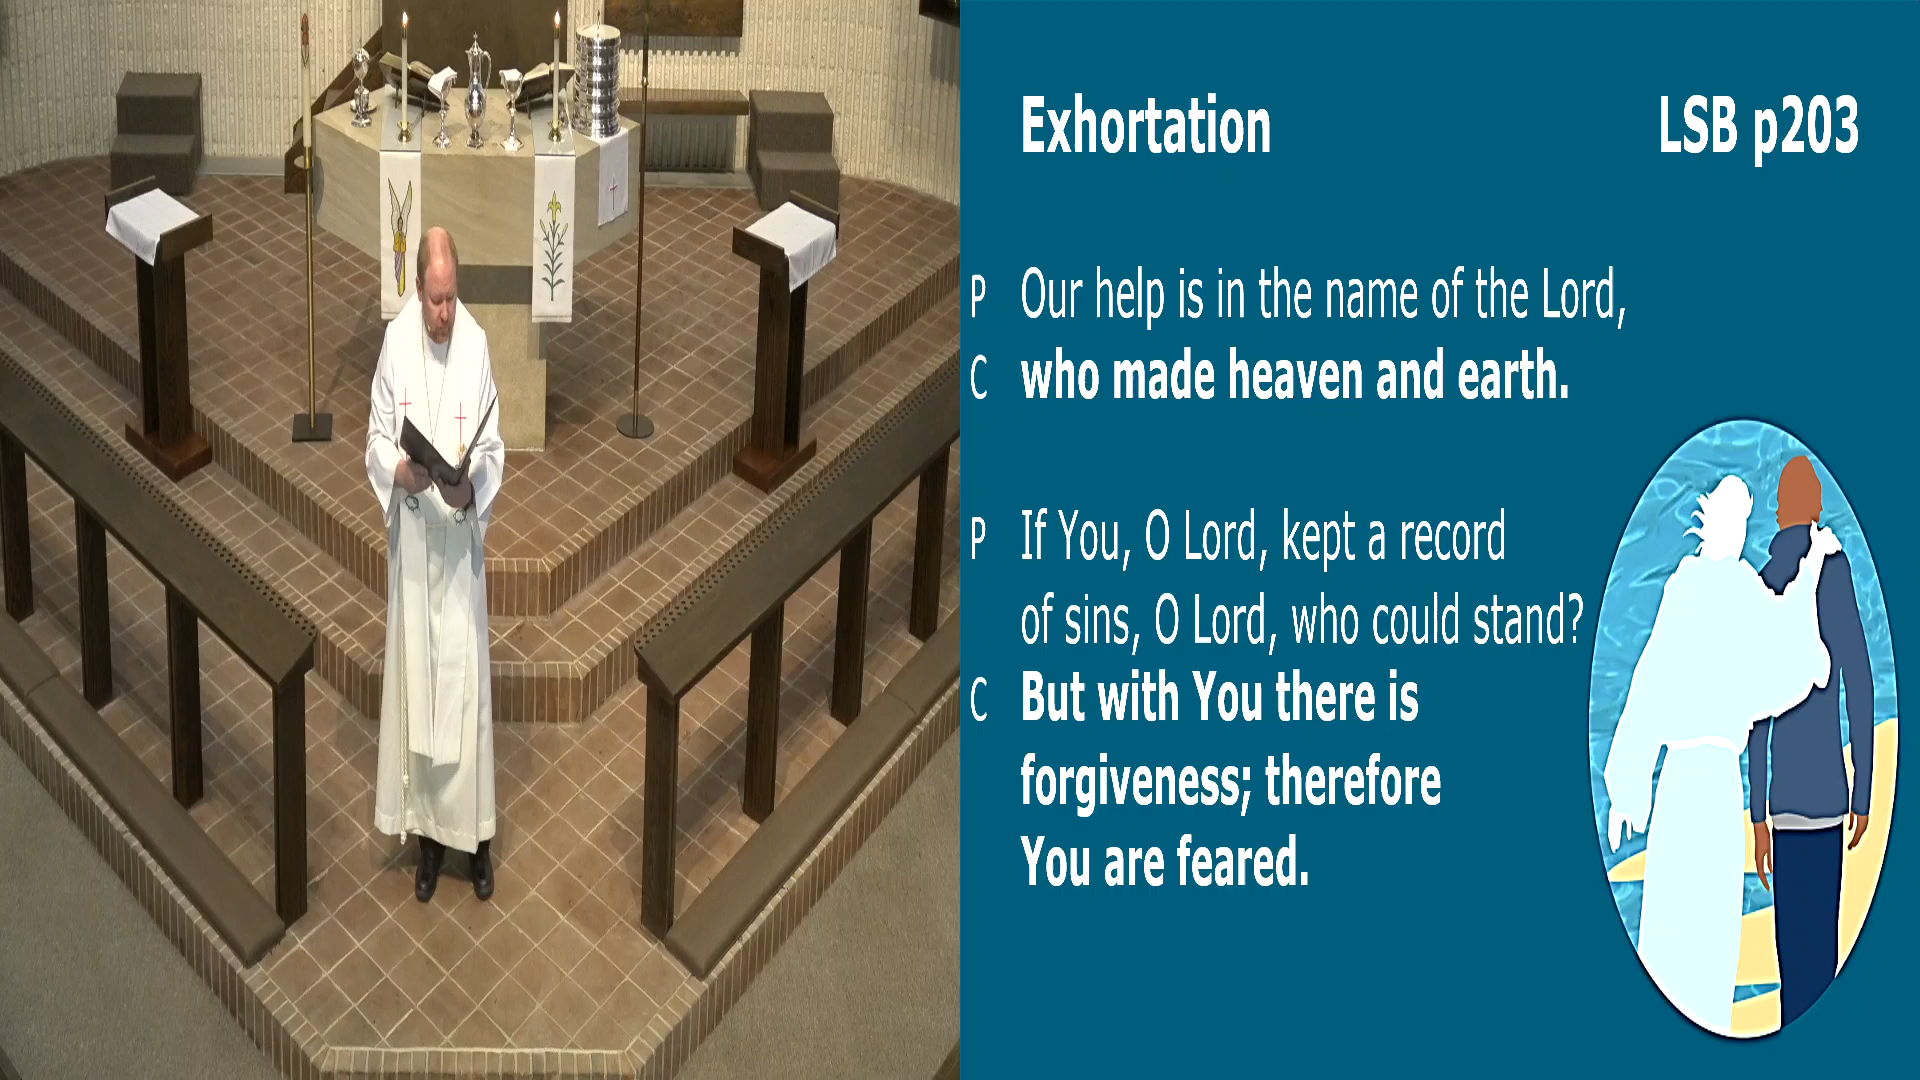 Exhortation LSB p203
P Our help is in the name of the Lord,
C who made heaven and earth.
P If You, O Lord, kept a record
of sins, O Lord, who could stand?
C But with You there is
forgiveness; therefore
You are feared.